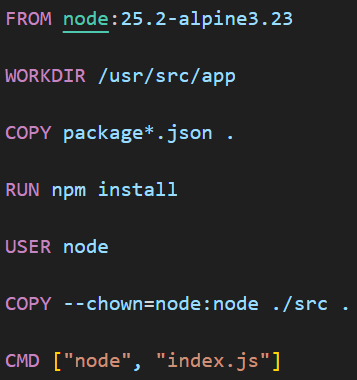 FROM node:25.2-alpine3.23
WORKDIR /usr/src/app
COPY package*.json .
RUN npm install
USER node
COPY --chown=node:node ./src .
CMD ["node", "index.js"]